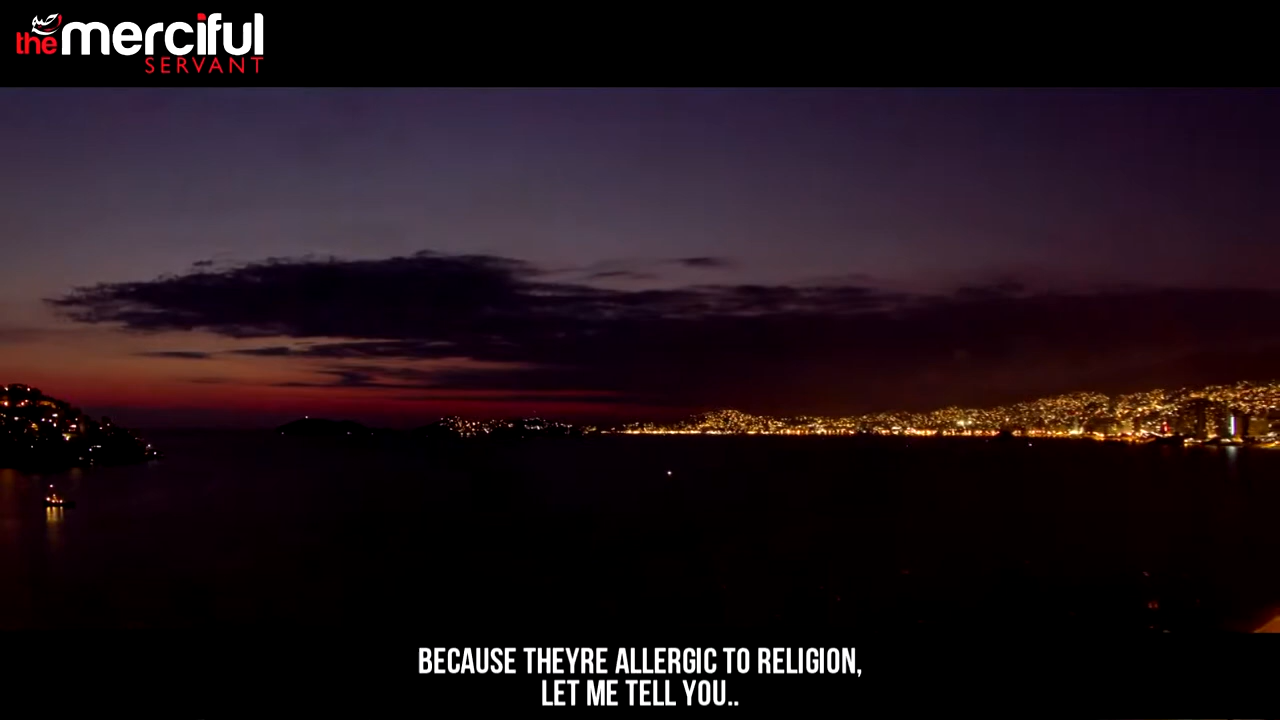 the merciful
SERVANT
BECAUSE THEYRE ALLERGIC TO RELIGION,
LET ME TELL YOU..